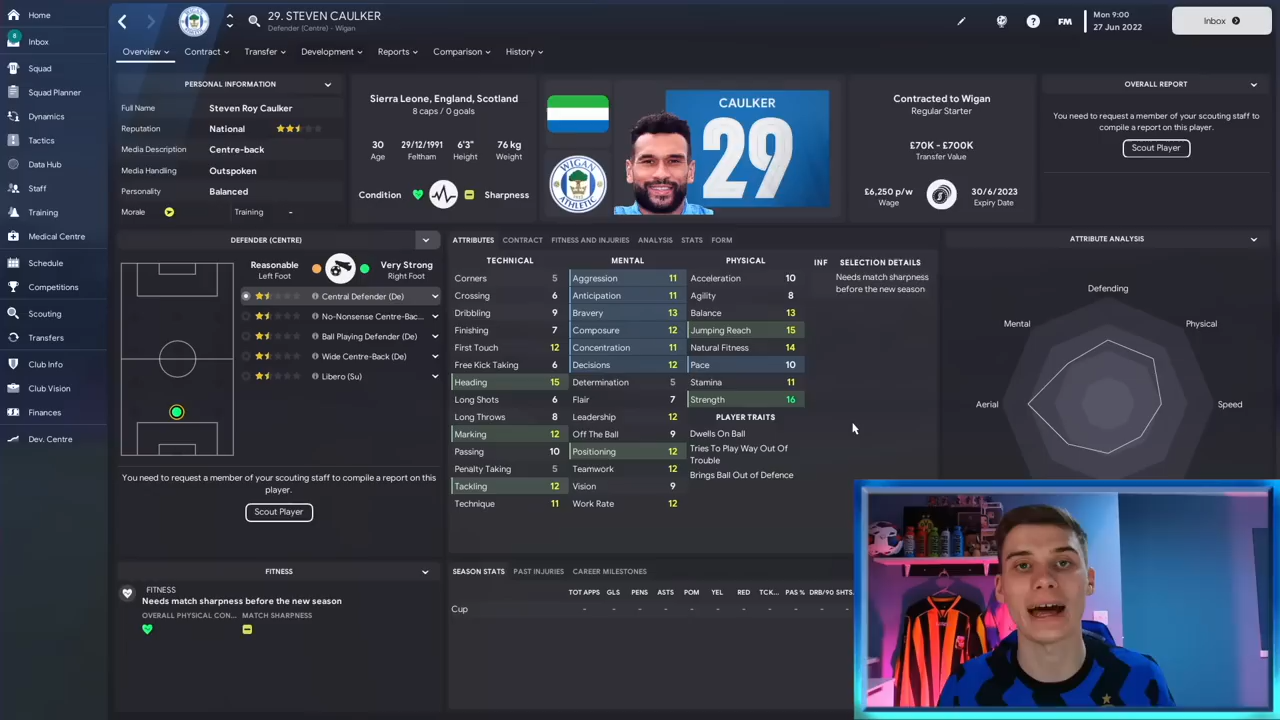 Home
8
Inbox
Squad
Squad Planner
Dynamics
Tactics
Data Hub
Staff
Training
Medical Centre
Schedule
Competitions
Scouting
Transfers
Club Info
Club Vision
Finances
Dev. Centre
29. STEVEN CAULKER
Defender (Centre) - Wigan
FM
Mon 9:00
27 Jun 2022
Inbox
Overview
Contract
Transfer
Development
Reports
Comparison
History
PERSONAL INFORMATION
Full Name Steven Roy Caulker
Reputation National
Media Description Centre-back
Media Handling Outspoken
Personality Balanced
Morale Training -
Sierra Leone, England, Scotland
8 caps / 0 goals
30 29/12/1991 6'3" 76 kg
Age Feltham Height Weight
Condition Sharpness
WIGAN
ATHLETIC
CAULKER
29
Contracted to Wigan
Regular Starter
£70K - £700K
Transfer Value
£6,250 p/w 30/6/2023
Wage Expiry Date
OVERALL REPORT
You need to request a member of your scouting staff to
compile a report on this player.
Scout Player
DEFENDER (CENTRE)
Reasonable Very Strong
Left Foot Right Foot
Central Defender (De)
No-Nonsense Centre-Bac...
Ball Playing Defender (De)
Wide Centre-Back (De)
Libero (Su)
You need to request a member of your scouting staff to compile a report on this
player.
Scout Player
ATTRIBUTES CONTRACT FITNESS AND INJURIES ANALYSIS STATS FORM
TECHNICAL MENTAL PHYSICAL
Corners 5 Aggression 11 Acceleration 10
Crossing 6 Anticipation 11 Agility 8
Dribbling 9 Bravery 13 Balance 13
Finishing 7 Composure 12 Jumping Reach 15
First Touch 12 Concentration 11 Natural Fitness 14
Free Kick Taking 6 Decisions 12 Pace 10
Heading 15 Determination 5 Stamina 11
Long Shots 6 Flair 7 Strength 16
Long Throws 8 Leadership 12
Marking 12 Off The Ball 9
Passing 10 Positioning 12
Penalty Taking 5 Teamwork 12
Tackling 12 Vision 9
Technique 11 Work Rate 12
PLAYER TRAITS
Dwells On Ball
Tries To Play Way Out Of
Trouble
Brings Ball Out of Defence
INF SELECTION DETAILS
Needs match sharpness
before the new season
ATTRIBUTE ANALYSIS
Defending
Mental Physical
Aerial Speed
FITNESS
FITNESS
Needs match sharpness before the new season
OVERALL PHYSICAL CON... MATCH SHARPNESS
SEASON STATS PAST INJURIES CAREER MILESTONES
TOT APPS GLS PENS ASTS POM YEL RED TCK... PAS % DRB/90 SHTS.
Cup - - - - - - - - - - -